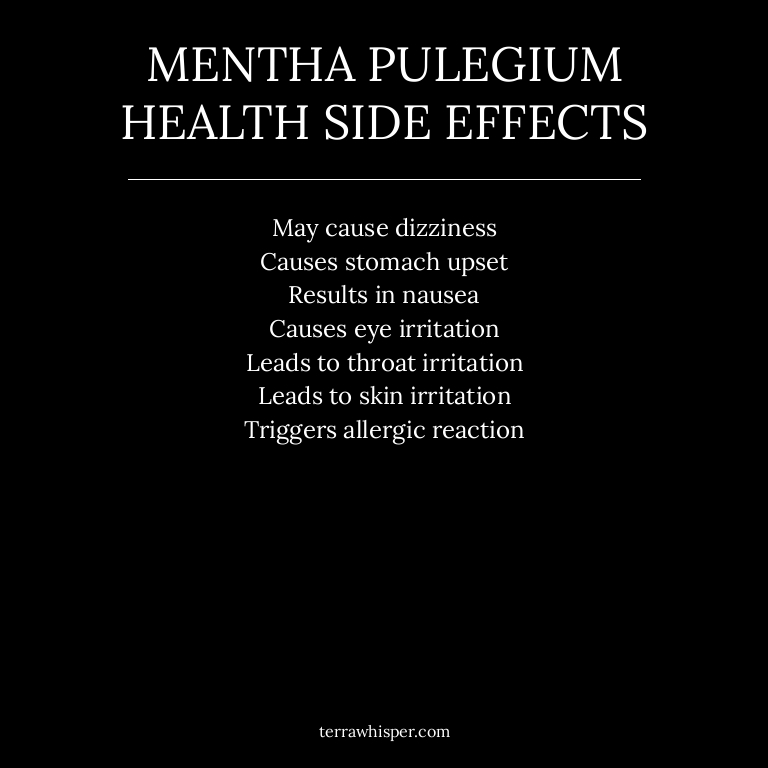 MENTHA PULEGIUM
HEALTH SIDE EFFECTS
May cause dizziness
Causes stomach upset
Results in nausea
Causes eye irritation
Leads to throat irritation
Leads to skin irritation
Triggers allergic reaction
terrawhisper.com